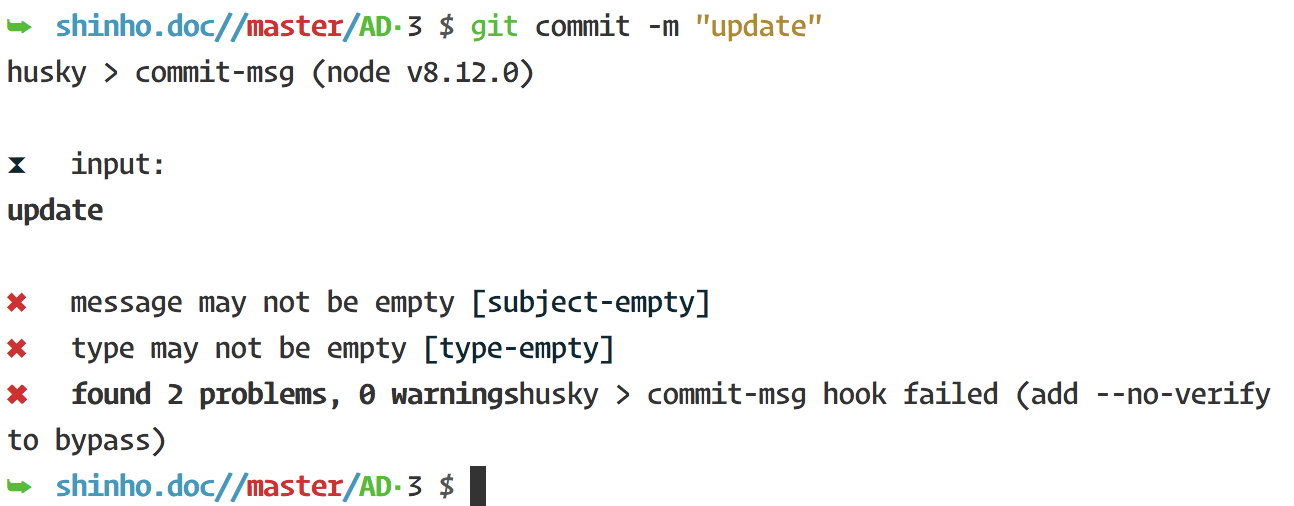 ➥ shinho.doc//master/AD·3 $ git commit -m "update"
husky > commit-msg (node v8.12.0)
⧗ input:
update
✖ message may not be empty [subject-empty]
✖ type may not be empty [type-empty]
✖ found 2 problems, 0 warningshusky > commit-msg hook failed (add --no-verify
to bypass)
➥ shinho.doc//master/AD·3 $